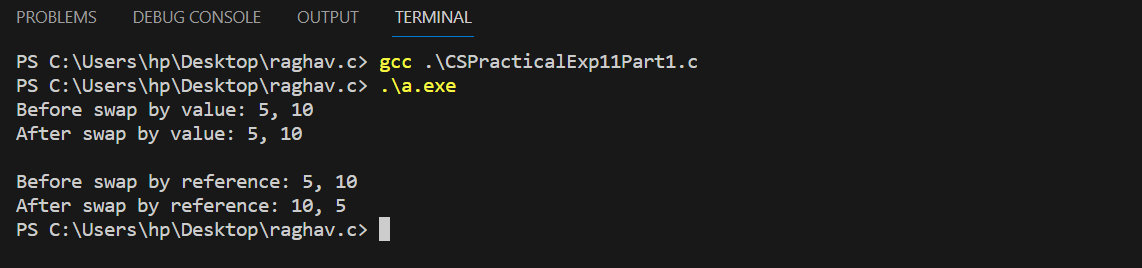 PROBLEMS DEBUG CONSOLE OUTPUT TERMINAL
PS C:\Users\hp\Desktop\raghav.c> gcc .\CSPracticalExp11Part1.c
PS C:\Users\hp\Desktop\raghav.c> .\a.exe
Before swap by value: 5, 10
After swap by value: 5, 10
Before swap by reference: 5, 10
After swap by reference: 10, 5
PS C:\Users\hp\Desktop\raghav.c>